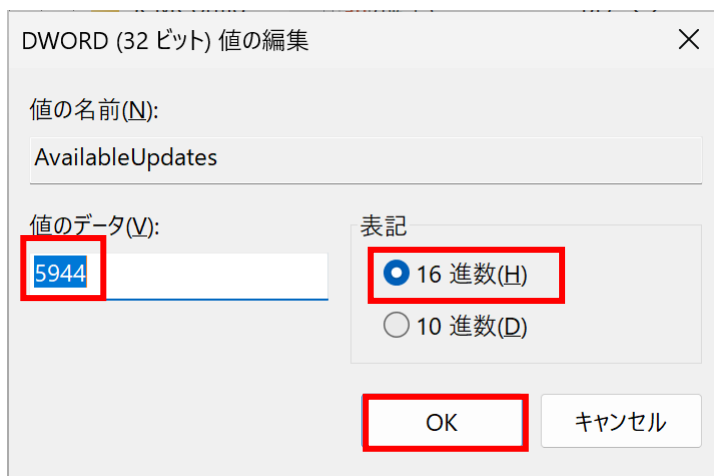 DWORD (32 ビット) 値の編集
値の名前(N):
AvailableUpdates
値のデータ(V):
表記
5944
16 進数(H)
10 進数(D)
OK
キャンセル